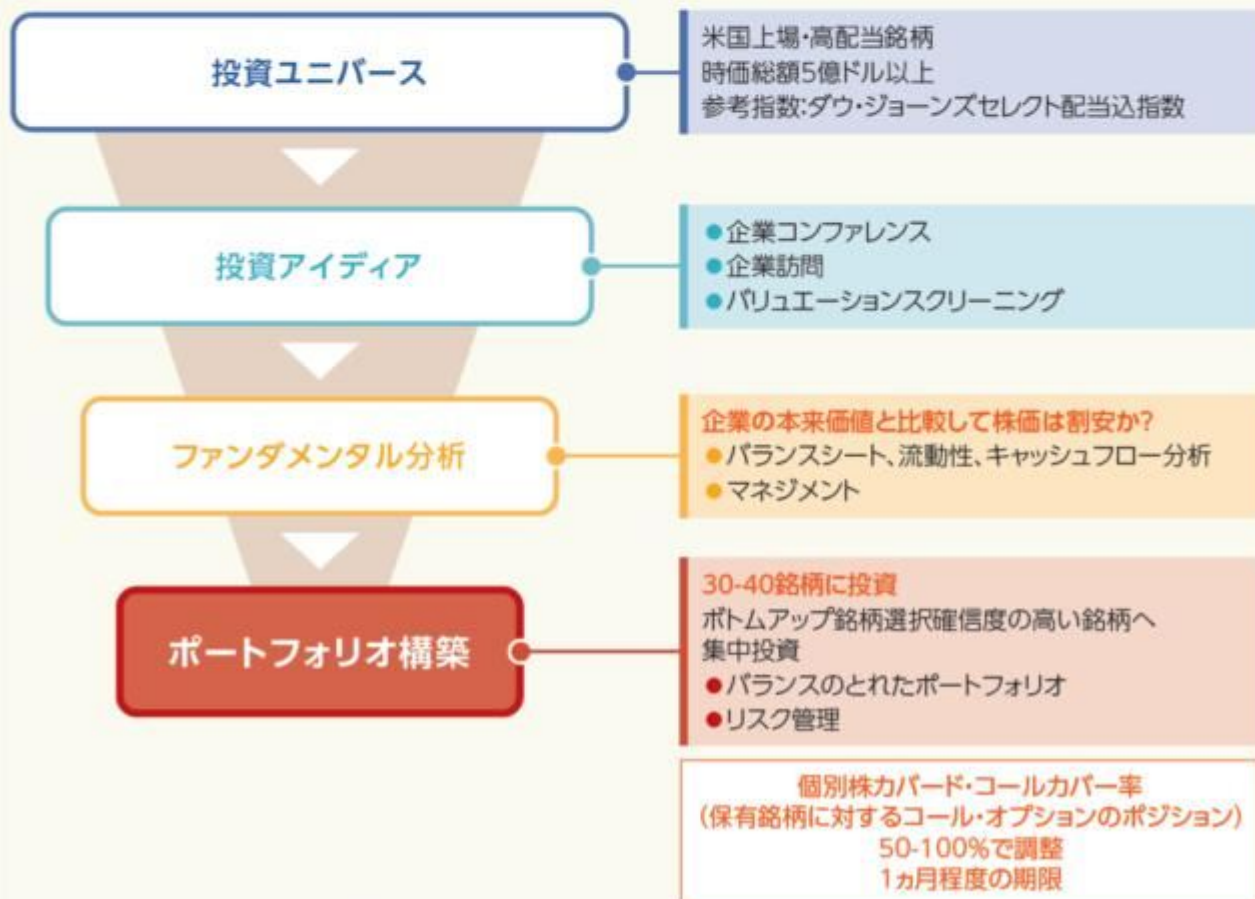 投資ユニバース
米国上場・高配当銘柄
時価総額5億ドル以上
参考指数:ダウ・ジョーンズセレクト配当込指数
投資アイディア
●企業コンファレンス
●企業訪問
●バリュエーションスクリーニング
ファンダメンタル分析
企業の本来価値と比較して株価は割安か?
●バランスシート、流動性、キャッシュフロー分析
●マネジメント
ポートフォリオ構築
30-40銘柄に投資
ボトムアップ銘柄選択確信度の高い銘柄へ
集中投資
●バランスのとれたポートフォリオ
●リスク管理
個別株カバード・コールカバー率
(保有銘柄に対するコール・オプションのポジション)
50-100%で調整
1ヵ月程度の期限